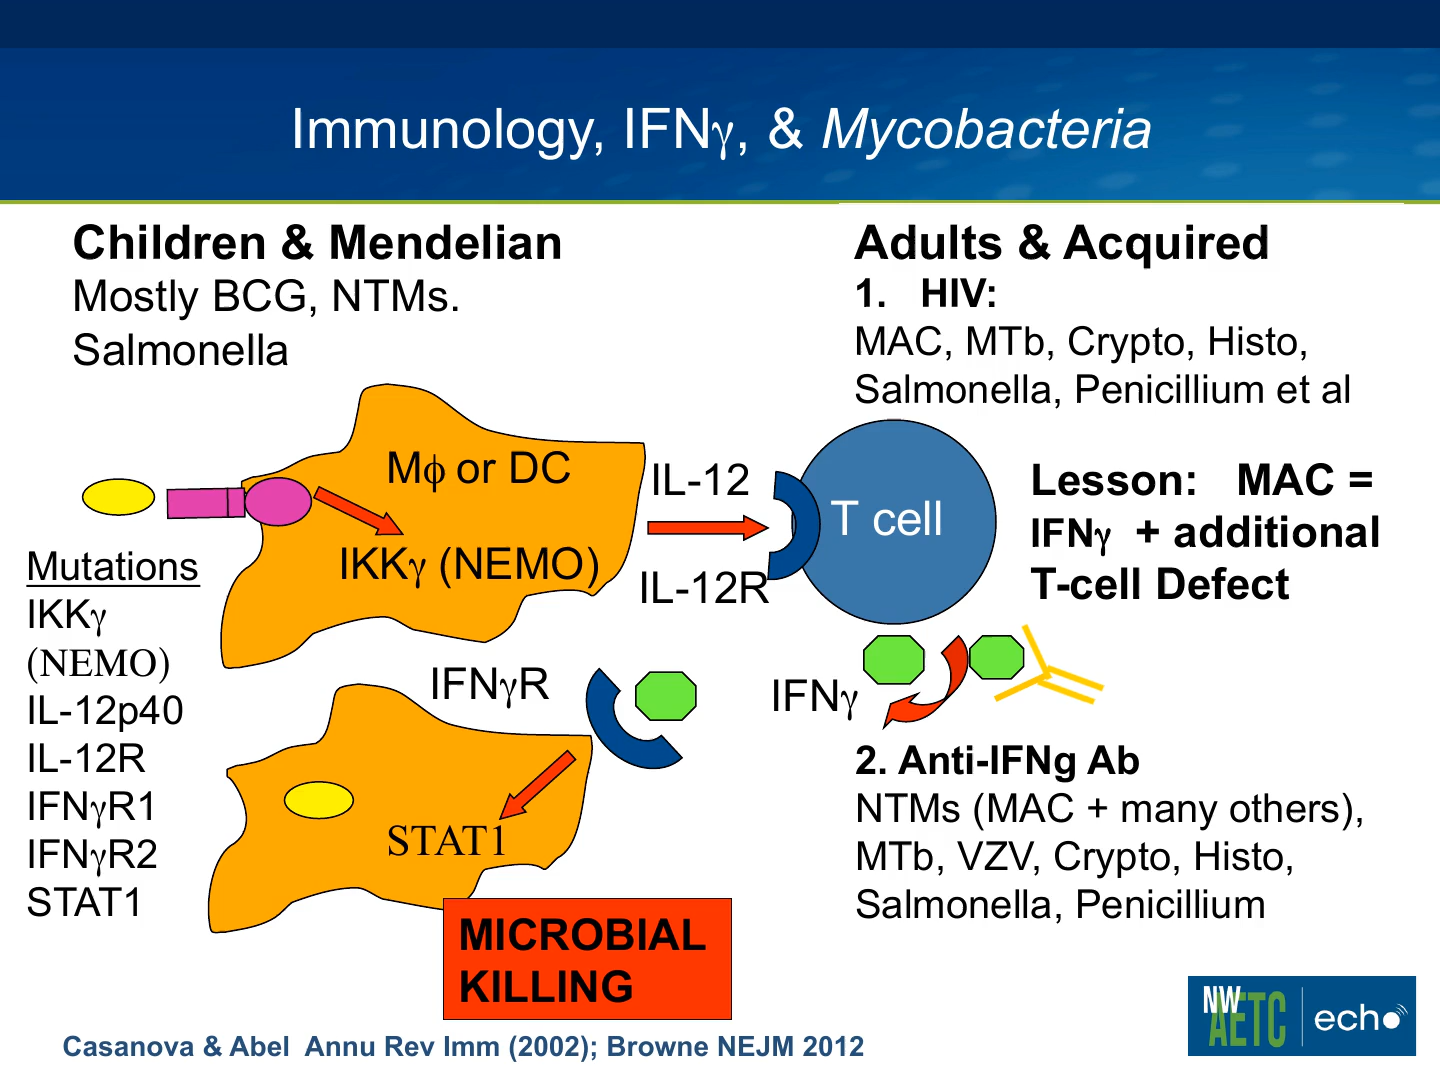 Immunology, IFNγ, & Mycobacteria
Children & Mendelian
Mostly BCG, NTMs.
Salmonella
Adults & Acquired
1. HIV:
MAC, MTb, Crypto, Histo,
Salmonella, Penicillium et al
Mϕ or DC
IKKγ (NEMO)
IL-12
IL-12R
T cell
Lesson: MAC =
IFNγ + additional
T-cell Defect
Mutations
IKKγ
(NEMO)
IL-12p40
IL-12R
IFNγR1
IFNγR2
STAT1
IFNγR
IFNγ
STAT1
MICROBIAL
KILLING
2. Anti-IFNg Ab
NTMs (MAC + many others),
MTb, VZV, Crypto, Histo,
Salmonella, Penicillium
Casanova & Abel Annu Rev Imm (2002); Browne NEJM 2012
NW
AETC
echo